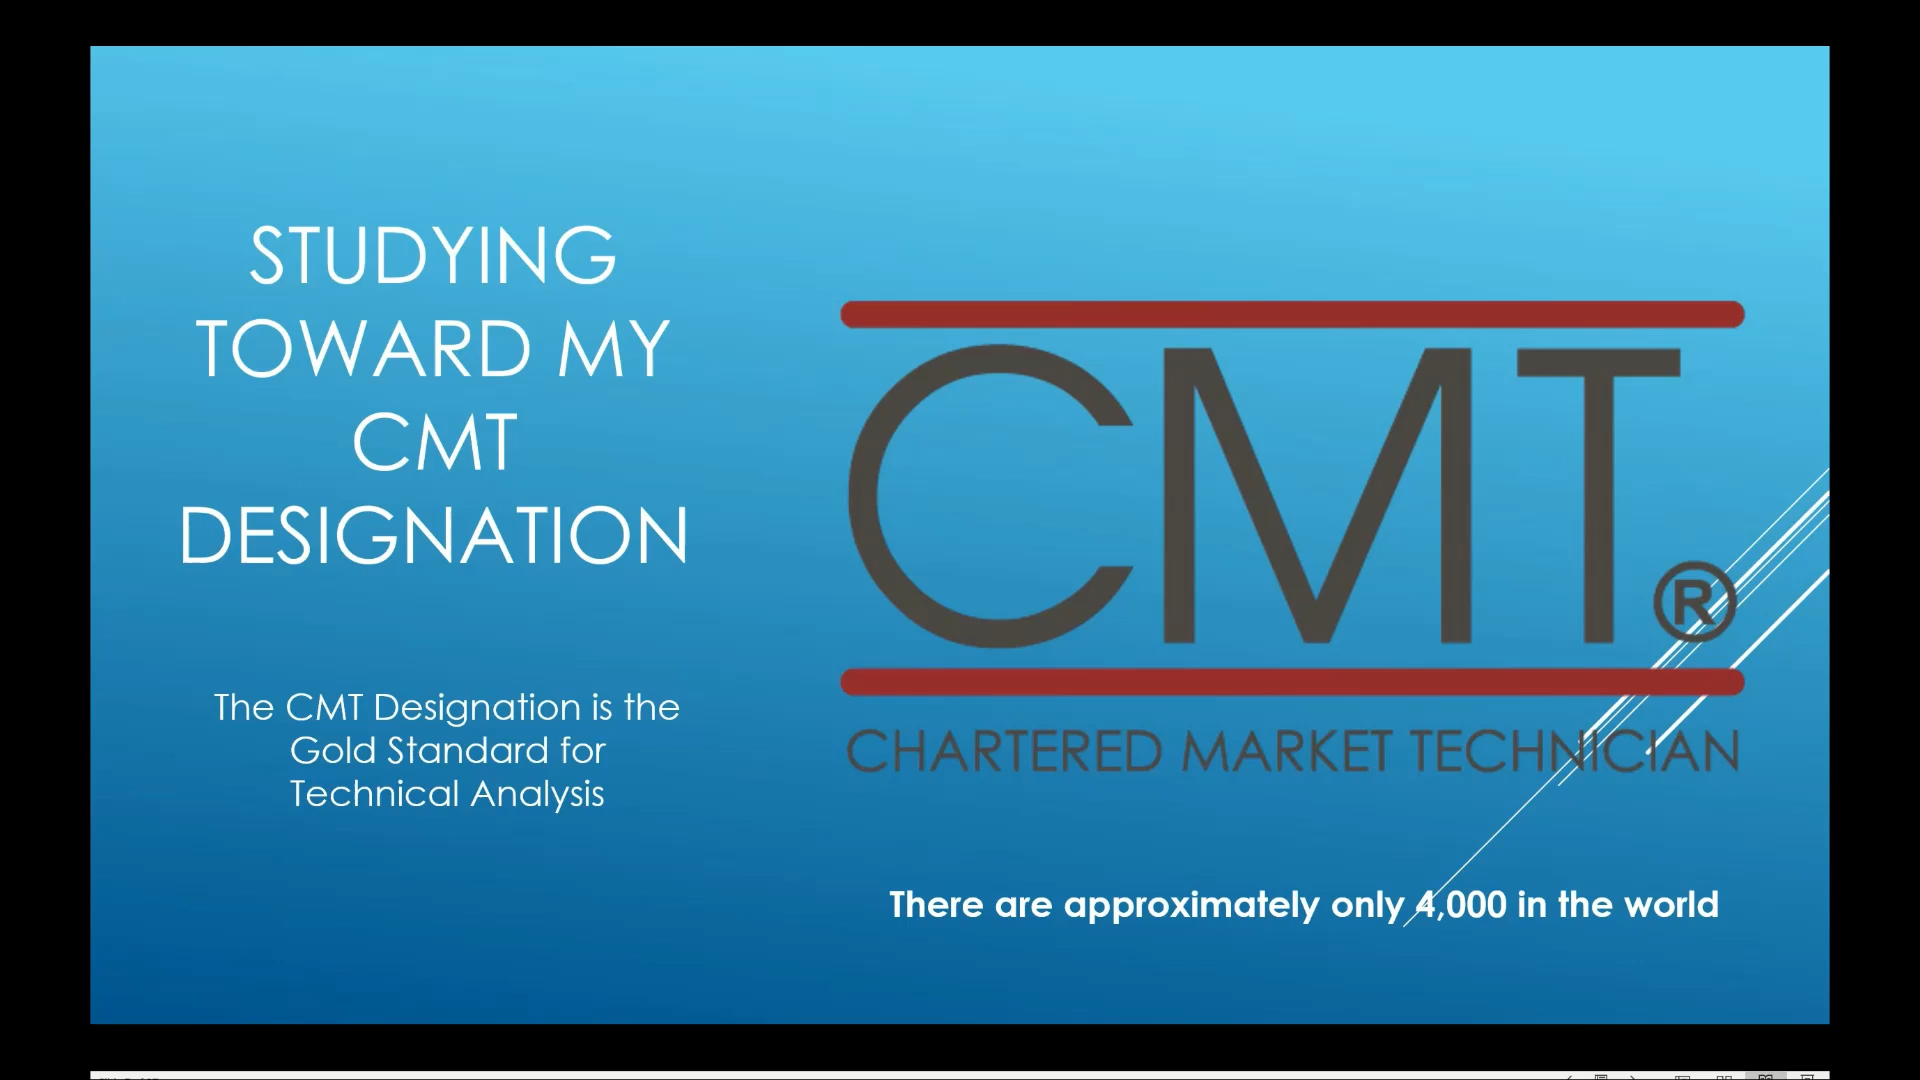 STUDYING
TOWARD MY
CMT
DESIGNATION
The CMT Designation is the
Gold Standard for
Technical Analysis
CMT®
CHARTERED MARKET TECHNICIAN
There are approximately only 4,000 in the world